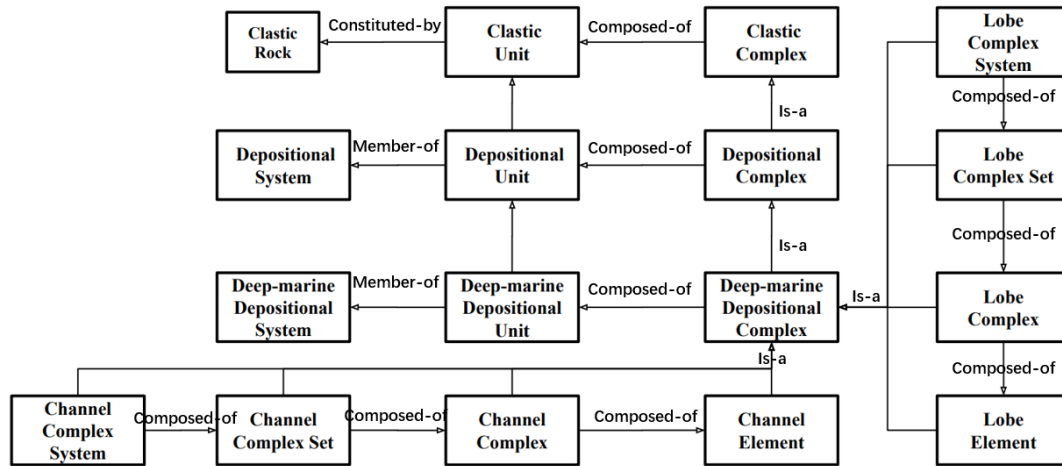 Clastic
Rock
Constituted-by
Clastic
Unit
Composed-of
Clastic
Complex
Lobe
Complex
System
Composed-of
Is-a
Depositional
System
Member-of
Depositional
Unit
Composed-of
Depositional
Complex
Lobe
Complex Set
Composed-of
Is-a
Deep-marine
Depositional
System
Member-of
Deep-marine
Depositional
Unit
Composed-of
Deep-marine
Depositional
Complex
Is-a
Lobe
Complex
Is-a
Composed-of
Channel
Complex
System
Composed-of
Channel
Complex Set
Composed-of
Channel
Complex
Composed-of
Channel
Element
Lobe
Element